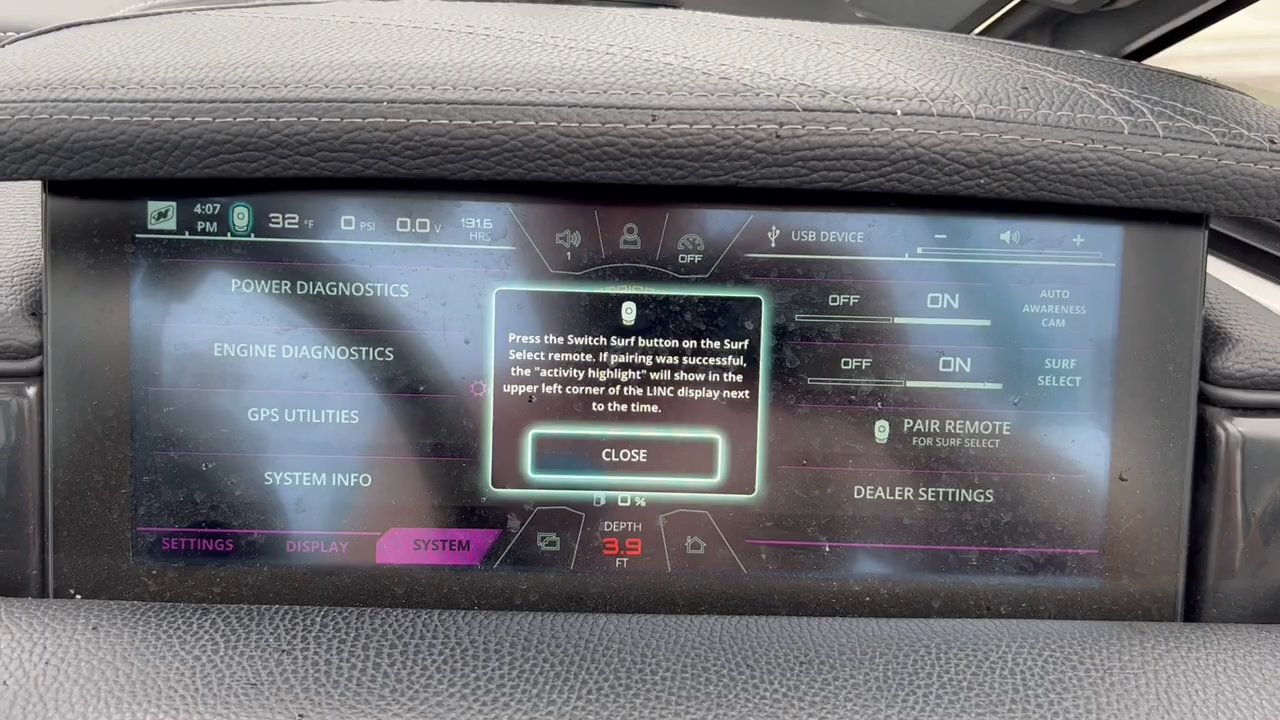 4:07
PM
32 °F
0 PSI
0.0 V
191.6
HRS
1
OFF
USB DEVICE
− +
POWER DIAGNOSTICS
ENGINE DIAGNOSTICS
GPS UTILITIES
SYSTEM INFO
Press the Switch Surf button on the Surf
Select remote. If pairing was successful,
the "activity highlight" will show in the
upper left corner of the LINC display next
to the time.
CLOSE
OFF ON
AUTO
AWARENESS
CAM
OFF ON
SURF
SELECT
PAIR REMOTE
FOR SURF SELECT
DEALER SETTINGS
0 %
DEPTH
3.9
FT
SETTINGS DISPLAY SYSTEM